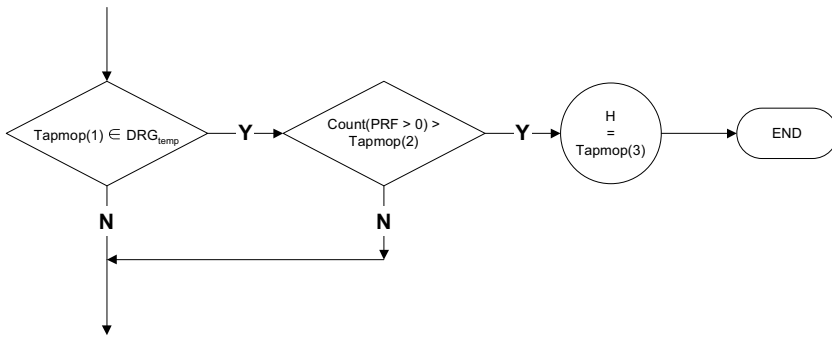 Tapmop(1) ∈ DRGtemp
Y
Count(PRF > 0) >
Tapmop(2)
Y
H
=
Tapmop(3)
END
N
N